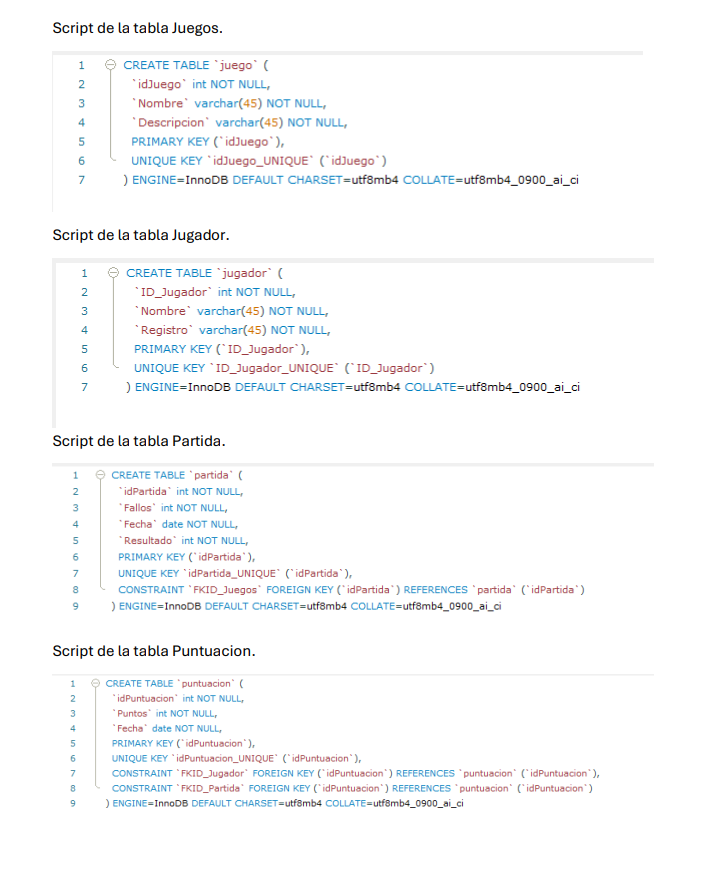 Script de la tabla Juegos.
1 CREATE TABLE `juego` (
2 `idJuego` int NOT NULL,
3 `Nombre` varchar(45) NOT NULL,
4 `Descripcion` varchar(45) NOT NULL,
5 PRIMARY KEY (`idJuego`),
6 UNIQUE KEY `idJuego_UNIQUE` (`idJuego`)
7 ) ENGINE=InnoDB DEFAULT CHARSET=utf8mb4 COLLATE=utf8mb4_0900_ai_ci
Script de la tabla Jugador.
1 CREATE TABLE `jugador` (
2 `ID_Jugador` int NOT NULL,
3 `Nombre` varchar(45) NOT NULL,
4 `Registro` varchar(45) NOT NULL,
5 PRIMARY KEY (`ID_Jugador`),
6 UNIQUE KEY `ID_Jugador_UNIQUE` (`ID_Jugador`)
7 ) ENGINE=InnoDB DEFAULT CHARSET=utf8mb4 COLLATE=utf8mb4_0900_ai_ci
Script de la tabla Partida.
1 CREATE TABLE `partida` (
2 `idPartida` int NOT NULL,
3 `Fallos` int NOT NULL,
4 `Fecha` date NOT NULL,
5 `Resultado` int NOT NULL,
6 PRIMARY KEY (`idPartida`),
7 UNIQUE KEY `idPartida_UNIQUE` (`idPartida`),
8 CONSTRAINT `FKID_Juegos` FOREIGN KEY (`idPartida`) REFERENCES `partida` (`idPartida`)
9 ) ENGINE=InnoDB DEFAULT CHARSET=utf8mb4 COLLATE=utf8mb4_0900_ai_ci
Script de la tabla Puntuacion.
1 CREATE TABLE `puntuacion` (
2 `idPuntuacion` int NOT NULL,
3 `Puntos` int NOT NULL,
4 `Fecha` date NOT NULL,
5 PRIMARY KEY (`idPuntuacion`),
6 UNIQUE KEY `idPuntuacion_UNIQUE` (`idPuntuacion`),
7 CONSTRAINT `FKID_Jugador` FOREIGN KEY (`idPuntuacion`) REFERENCES `puntuacion` (`idPuntuacion`),
8 CONSTRAINT `FKID_Partida` FOREIGN KEY (`idPuntuacion`) REFERENCES `puntuacion` (`idPuntuacion`)
9 ) ENGINE=InnoDB DEFAULT CHARSET=utf8mb4 COLLATE=utf8mb4_0900_ai_ci